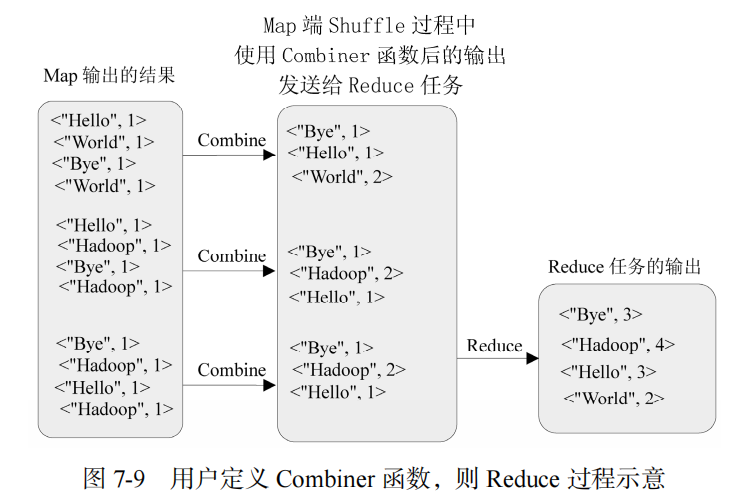 Map 端 Shuffle 过程中
使用 Combiner 函数后的输出
发送给 Reduce 任务
Map 输出的结果
<"Hello", 1>
<"World", 1>
<"Bye", 1>
<"World", 1>
<"Hello", 1>
<"Hadoop", 1>
<"Bye", 1>
<"Hadoop", 1>
<"Bye", 1>
<"Hadoop", 1>
<"Hello", 1>
<"Hadoop", 1>
Combine
Combine
Combine
<"Bye", 1>
<"Hello", 1>
<"World", 2>
<"Bye", 1>
<"Hadoop", 2>
<"Hello", 1>
<"Bye", 1>
<"Hadoop", 2>
<"Hello", 1>
Reduce
Reduce 任务的输出
<"Bye", 3>
<"Hadoop", 4>
<"Hello", 3>
<"World", 2>
图 7-9 用户定义 Combiner 函数，则 Reduce 过程示意